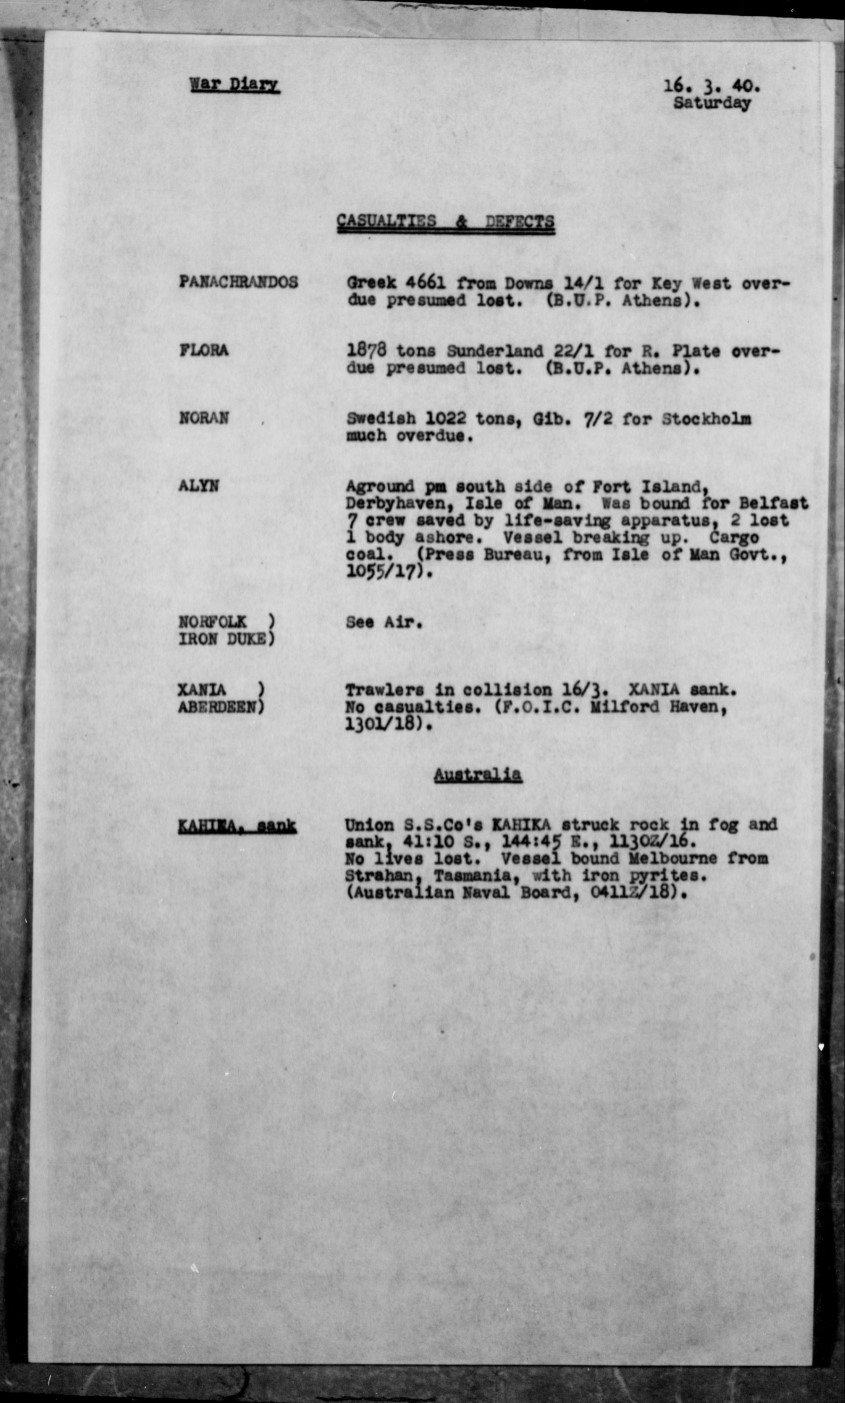 War Diary
16. 3. 40.
Saturday
CASUALTIES & DEFECTS
PANACHRANDOS Greek 4661 from Downs 14/1 for Key West over-
due presumed lost. (B.U.P. Athens).
FLORA 1878 tons Sunderland 22/1 for R. Plate over-
due presumed lost. (B.U.P. Athens).
NORAN Swedish 1022 tons, Gib. 7/2 for Stockholm
much overdue.
ALYN Aground pm south side of Fort Island,
Derbyhaven, Isle of Man. Was bound for Belfast
7 crew saved by life-saving apparatus, 2 lost
1 body ashore. Vessel breaking up. Cargo
coal. (Press Bureau, from Isle of Man Govt.,
1055/17).
NORFOLK ) See Air.
IRON DUKE)
XANIA ) Trawlers in collision 16/3. XANIA sank.
ABERDEEN) No casualties. (F.O.I.C. Milford Haven,
1301/18).
Australia
KAHIKA, sank Union S.S.Co's KAHIKA struck rock in fog and
sank, 41:10 S., 144:45 E., 1130Z/16.
No lives lost. Vessel bound Melbourne from
Strahan, Tasmania, with iron pyrites.
(Australian Naval Board, 0411Z/18).